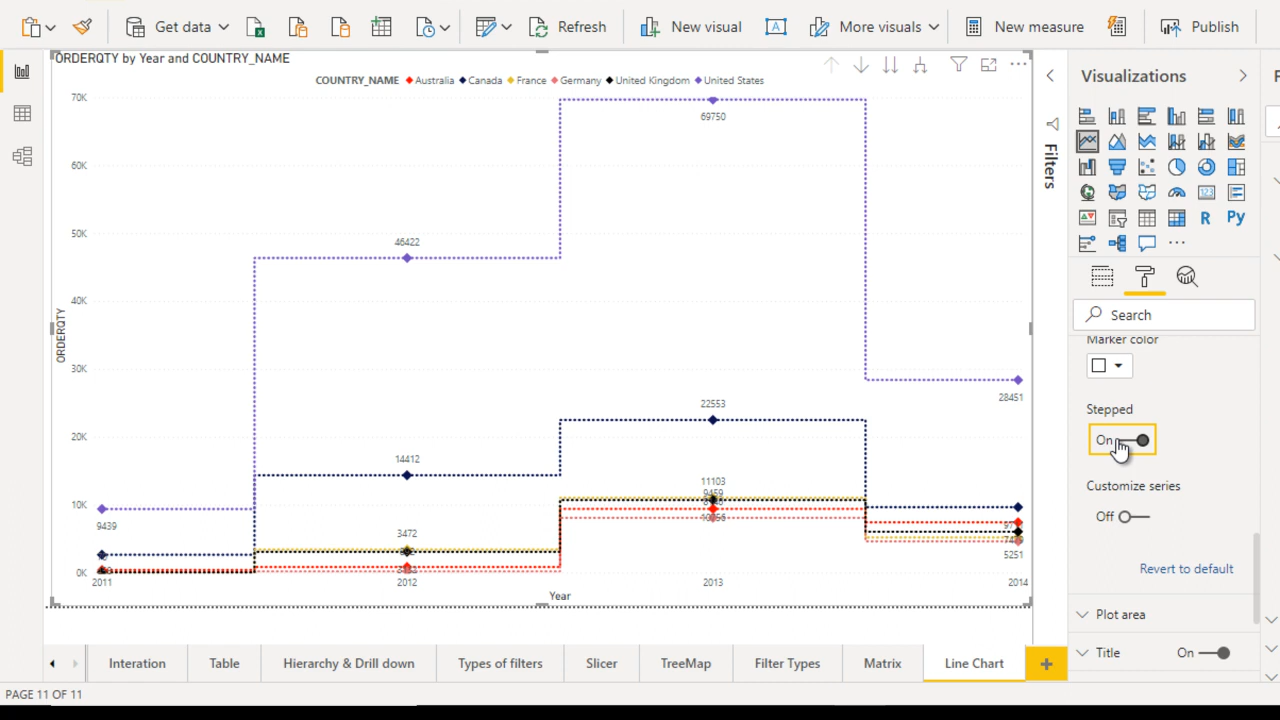 Get data
Refresh
New visual
More visuals
New measure
Publish
ORDERQTY by Year and COUNTRY_NAME
COUNTRY_NAME Australia Canada France Germany United Kingdom United States
70K
60K
50K
40K
30K
20K
10K
0K
ORDERQTY
69750
46422
28451
22553
14412
11103
9439
3472
5251
2011 2012 2013 2014
Year
Filters
Visualizations
R Py
Search
Marker color
Stepped
On
Customize series
Off
Revert to default
Plot area
Title On
Interation Table Hierarchy & Drill down Types of filters Slicer TreeMap Filter Types Matrix Line Chart
PAGE 11 OF 11